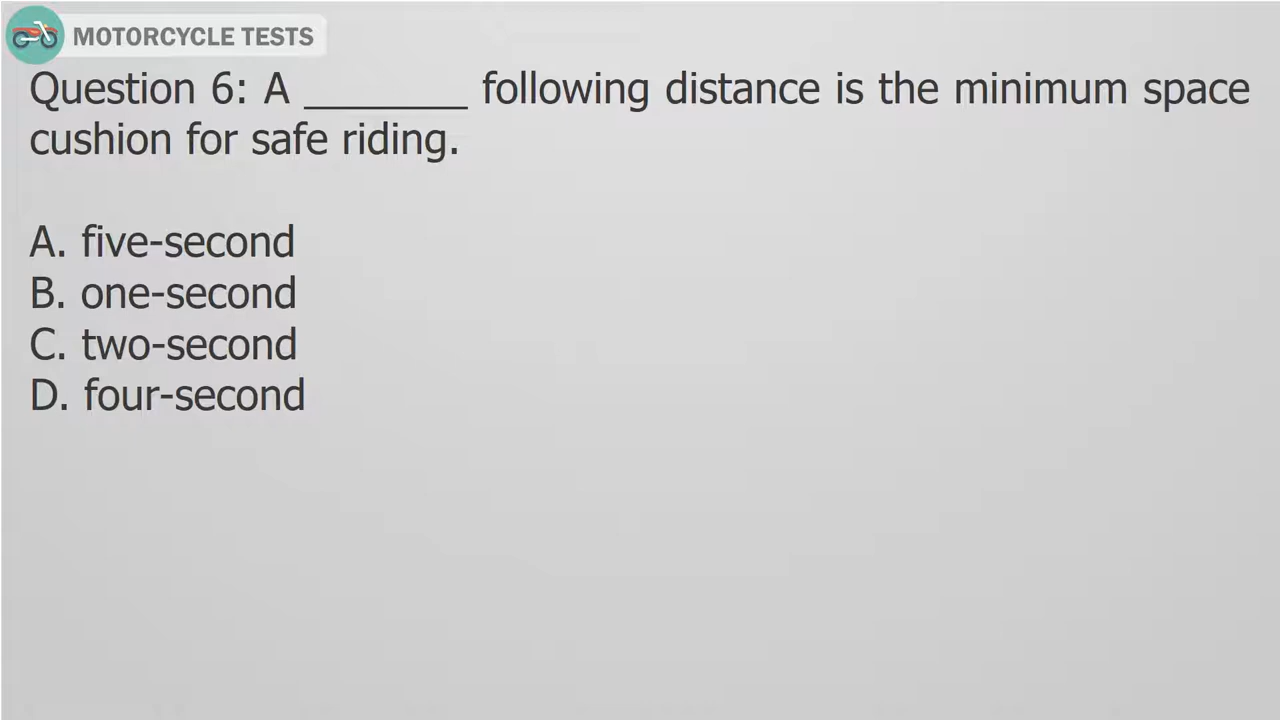 MOTORCYCLE TESTS
Question 6: A _______ following distance is the minimum space
cushion for safe riding.
A. five-second
B. one-second
C. two-second
D. four-second